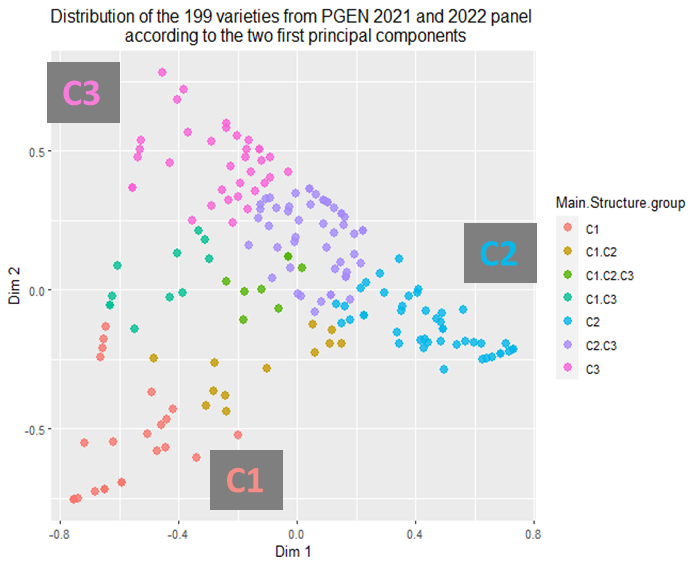 Distribution of the 199 varieties from PGEN 2021 and 2022 panel
according to the two first principal components
C3
C2
C1
Dim 2
0.5
0.0
-0.5
-0.8
-0.4
0.0
0.4
0.8
Dim 1
Main.Structure.group
C1
C1.C2
C1.C2.C3
C1.C3
C2
C2.C3
C3